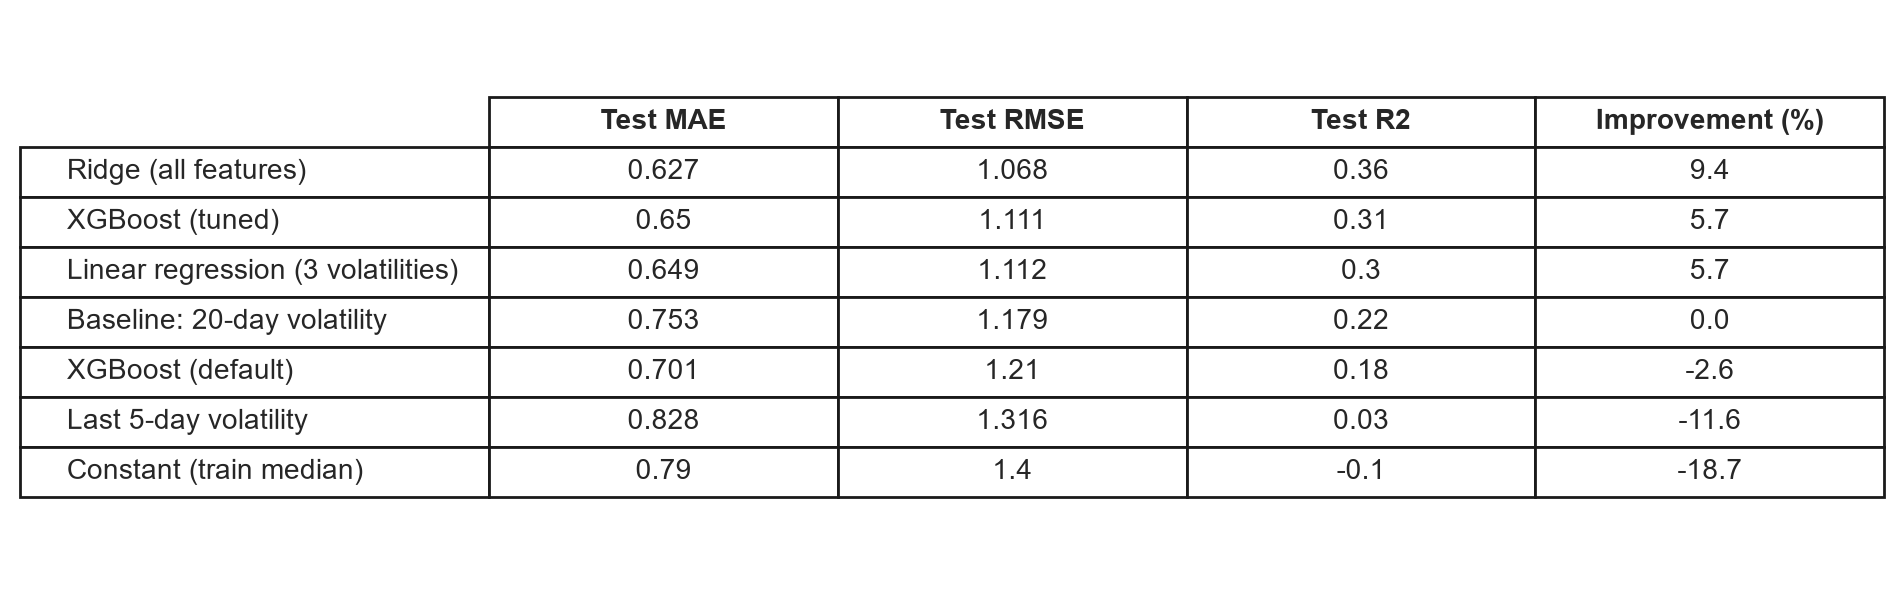 Test MAE Test RMSE Test R2 Improvement (%)
Ridge (all features) 0.627 1.068 0.36 9.4
XGBoost (tuned) 0.65 1.111 0.31 5.7
Linear regression (3 volatilities) 0.649 1.112 0.3 5.7
Baseline: 20-day volatility 0.753 1.179 0.22 0.0
XGBoost (default) 0.701 1.21 0.18 -2.6
Last 5-day volatility 0.828 1.316 0.03 -11.6
Constant (train median) 0.79 1.4 -0.1 -18.7